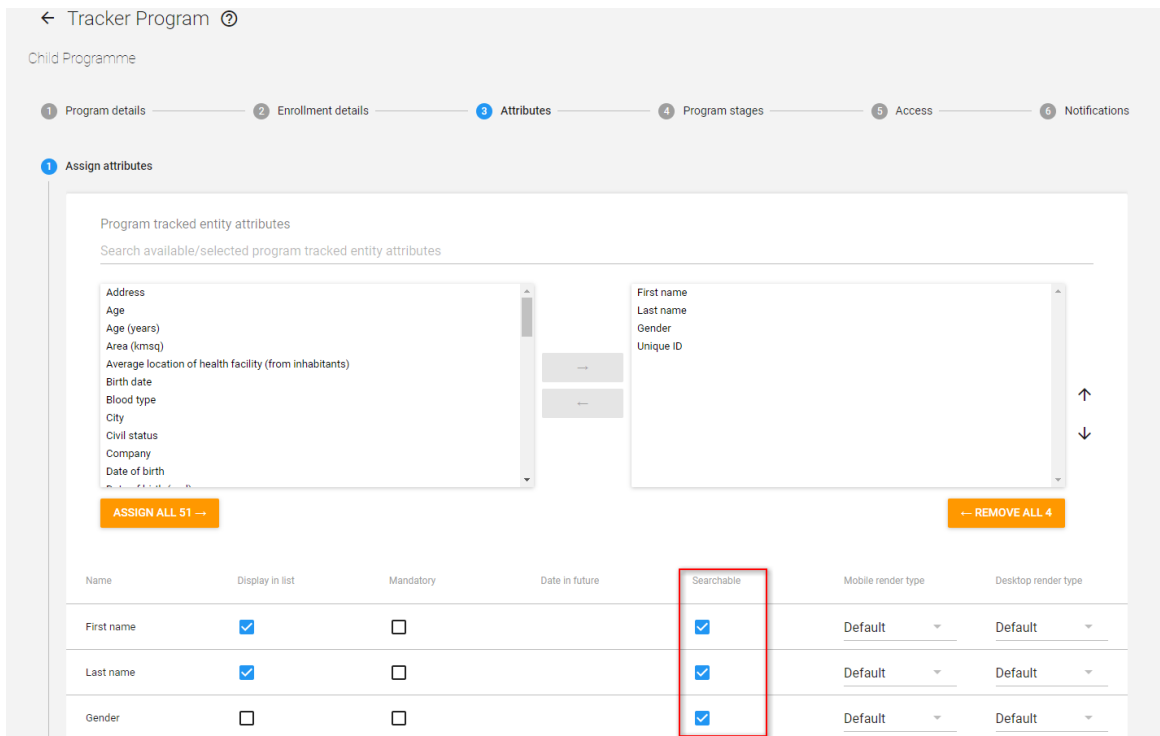 ← Tracker Program ?
Child Programme
1 Program details 2 Enrollment details 3 Attributes 4 Program stages 5 Access 6 Notifications
1 Assign attributes
Program tracked entity attributes
Search available/selected program tracked entity attributes
Address
Age
Age (years)
Area (kmsq)
Average location of health facility (from inhabitants)
Birth date
Blood type
City
Civil status
Company
Date of birth
First name
Last name
Gender
Unique ID
→
←
↑
↓
ASSIGN ALL 51 →
← REMOVE ALL 4
Name Display in list Mandatory Date in future Searchable Mobile render type Desktop render type
First name Default Default
Last name Default Default
Gender Default Default